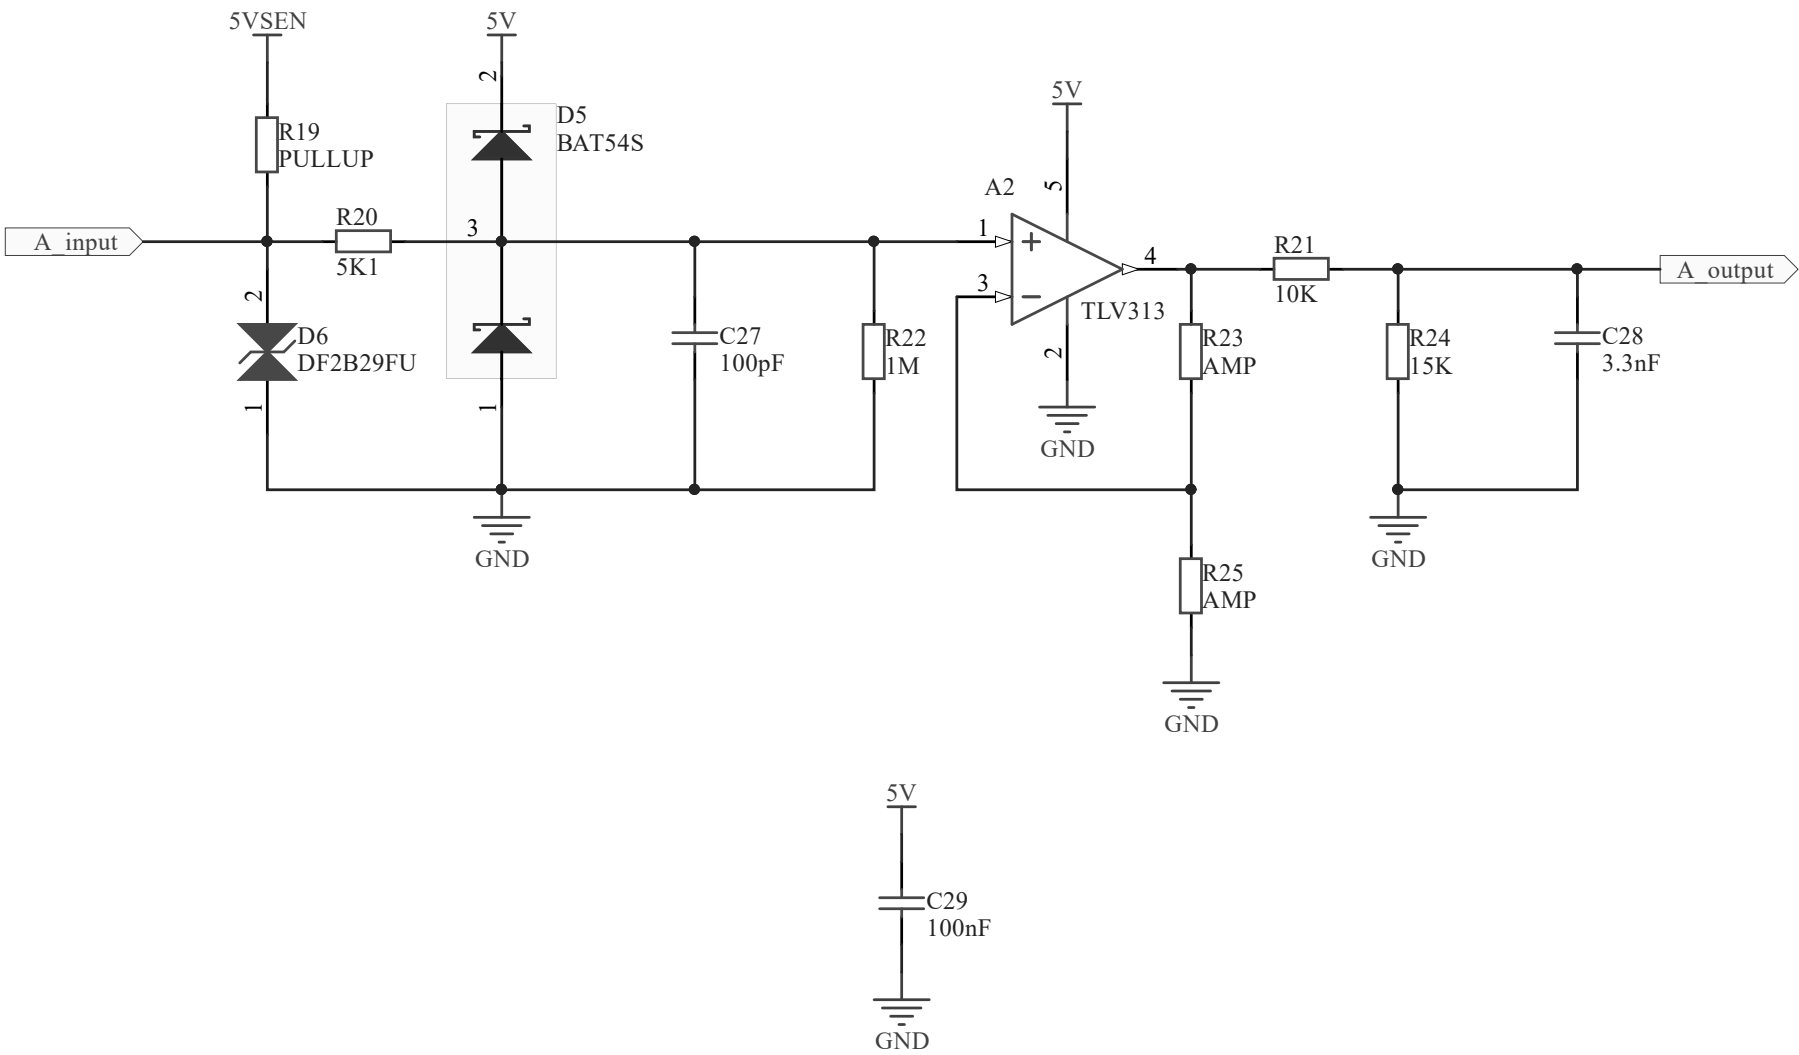 5VSEN
5V
2
D5
BAT54S
R19
PULLUP
5V
5
A2
A_input
R20
5K1
3
1
3
4
R21
10K
A_output
TLV313
2
D6
DF2B29FU
1
1
C27
100pF
R22
1M
2
GND
R23
AMP
R24
15K
C28
3.3nF
GND
GND
R25
AMP
GND
5V
C29
100nF
GND